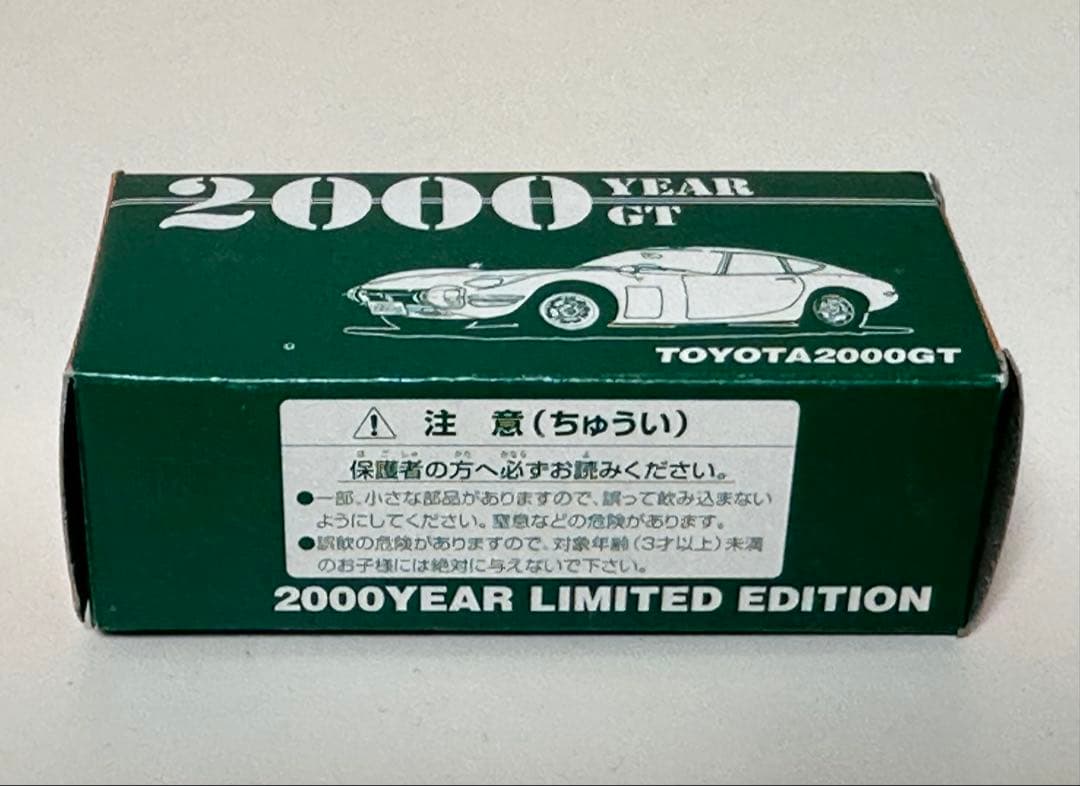 2000 YEAR
GT
TOYOTA2000GT
注 意(ちゅうい)
保護者の方へ必ずお読みください。
●一部、小さな部品がありますので、誤って飲み込まない
ようにしてください。窒息などの危険があります。
●誤飲の危険がありますので、対象年齢(3才以上)未満
のお子様には絶対に与えないで下さい。
2000YEAR LIMITED EDITION